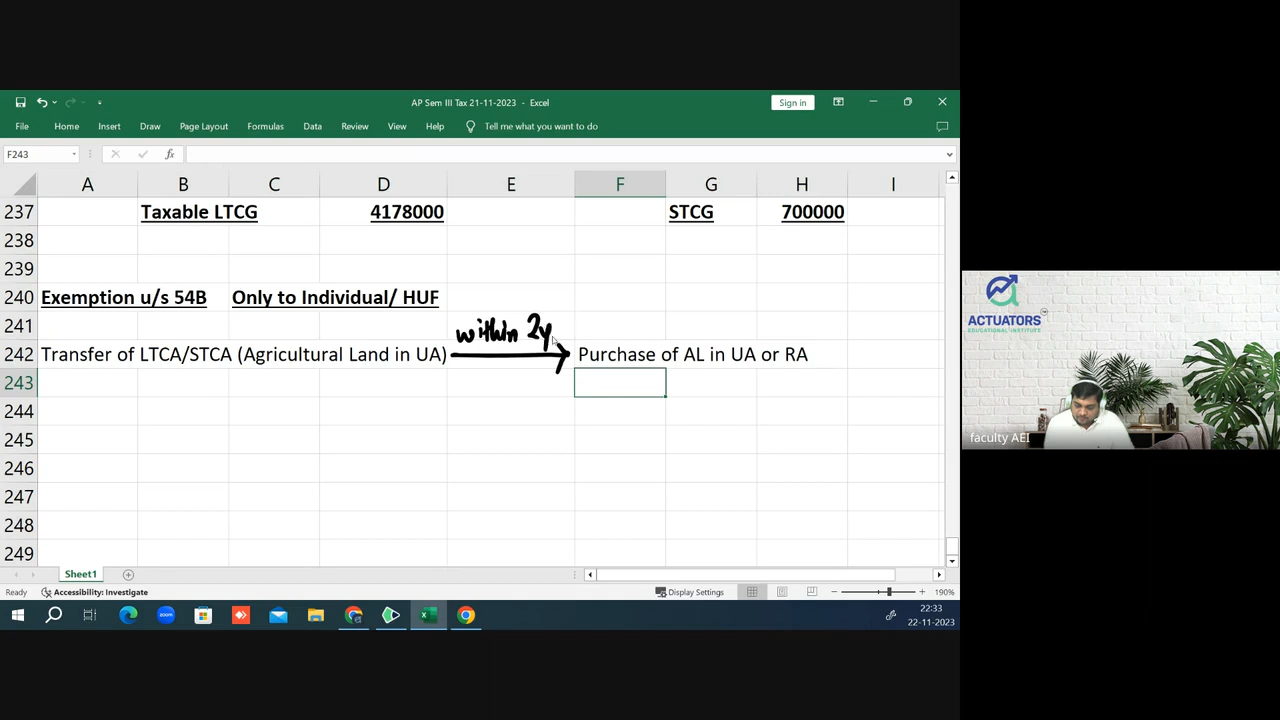 AP Sem III Tax 21-11-2023 - Excel
Sign in
File Home Insert Draw Page Layout Formulas Data Review View Help Tell me what you want to do
F243 fx
A B C D E F G H I
237 Taxable LTCG 4178000 STCG 700000
238
239
240 Exemption u/s 54B Only to Individual/ HUF
241 within 2y
242 Transfer of LTCA/STCA (Agricultural Land in UA) Purchase of AL in UA or RA
243
244
245
246
247
248
249
Sheet1
Ready Accessibility: Investigate Display Settings 190%
zoom
22:33
22-11-2023
ACTUATORS
EDUCATIONAL INSTITUTE
faculty AEI